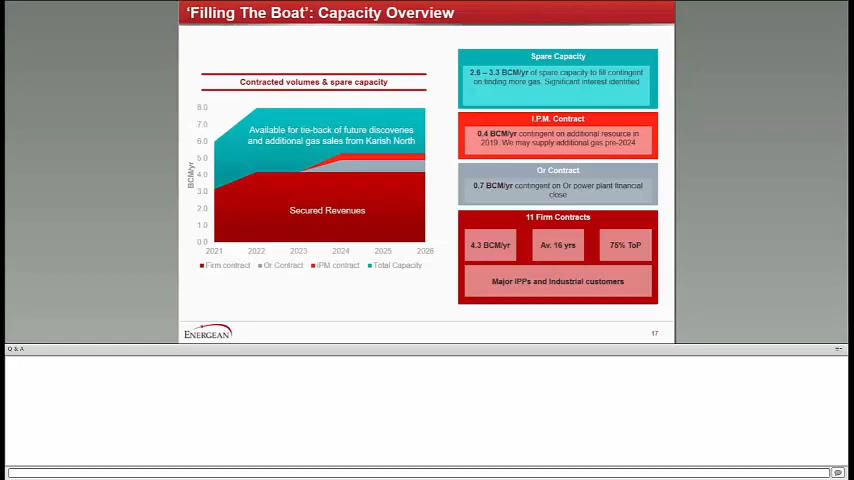 ‘Filling The Boat’: Capacity Overview
Contracted volumes & spare capacity
8.0
7.0
6.0
5.0
4.0
3.0
2.0
1.0
0.0
BCM/yr
Available for tie-back of future discoveries
and additional gas sales from Karish North
Secured Revenues
2021 2022 2023 2024 2025 2026
Firm contract Or Contract IPM contract Total Capacity
Spare Capacity
2.6 – 3.3 BCM/yr of spare capacity to fill contingent
on finding more gas. Significant interest identified
I.P.M. Contract
0.4 BCM/yr contingent on additional resource in
2019. We may supply additional gas pre-2024
Or Contract
0.7 BCM/yr contingent on Or power plant financial
close
11 Firm Contracts
4.3 BCM/yr
Av. 16 yrs
75% ToP
Major IPPs and Industrial customers
ENERGEAN
17
Q & A